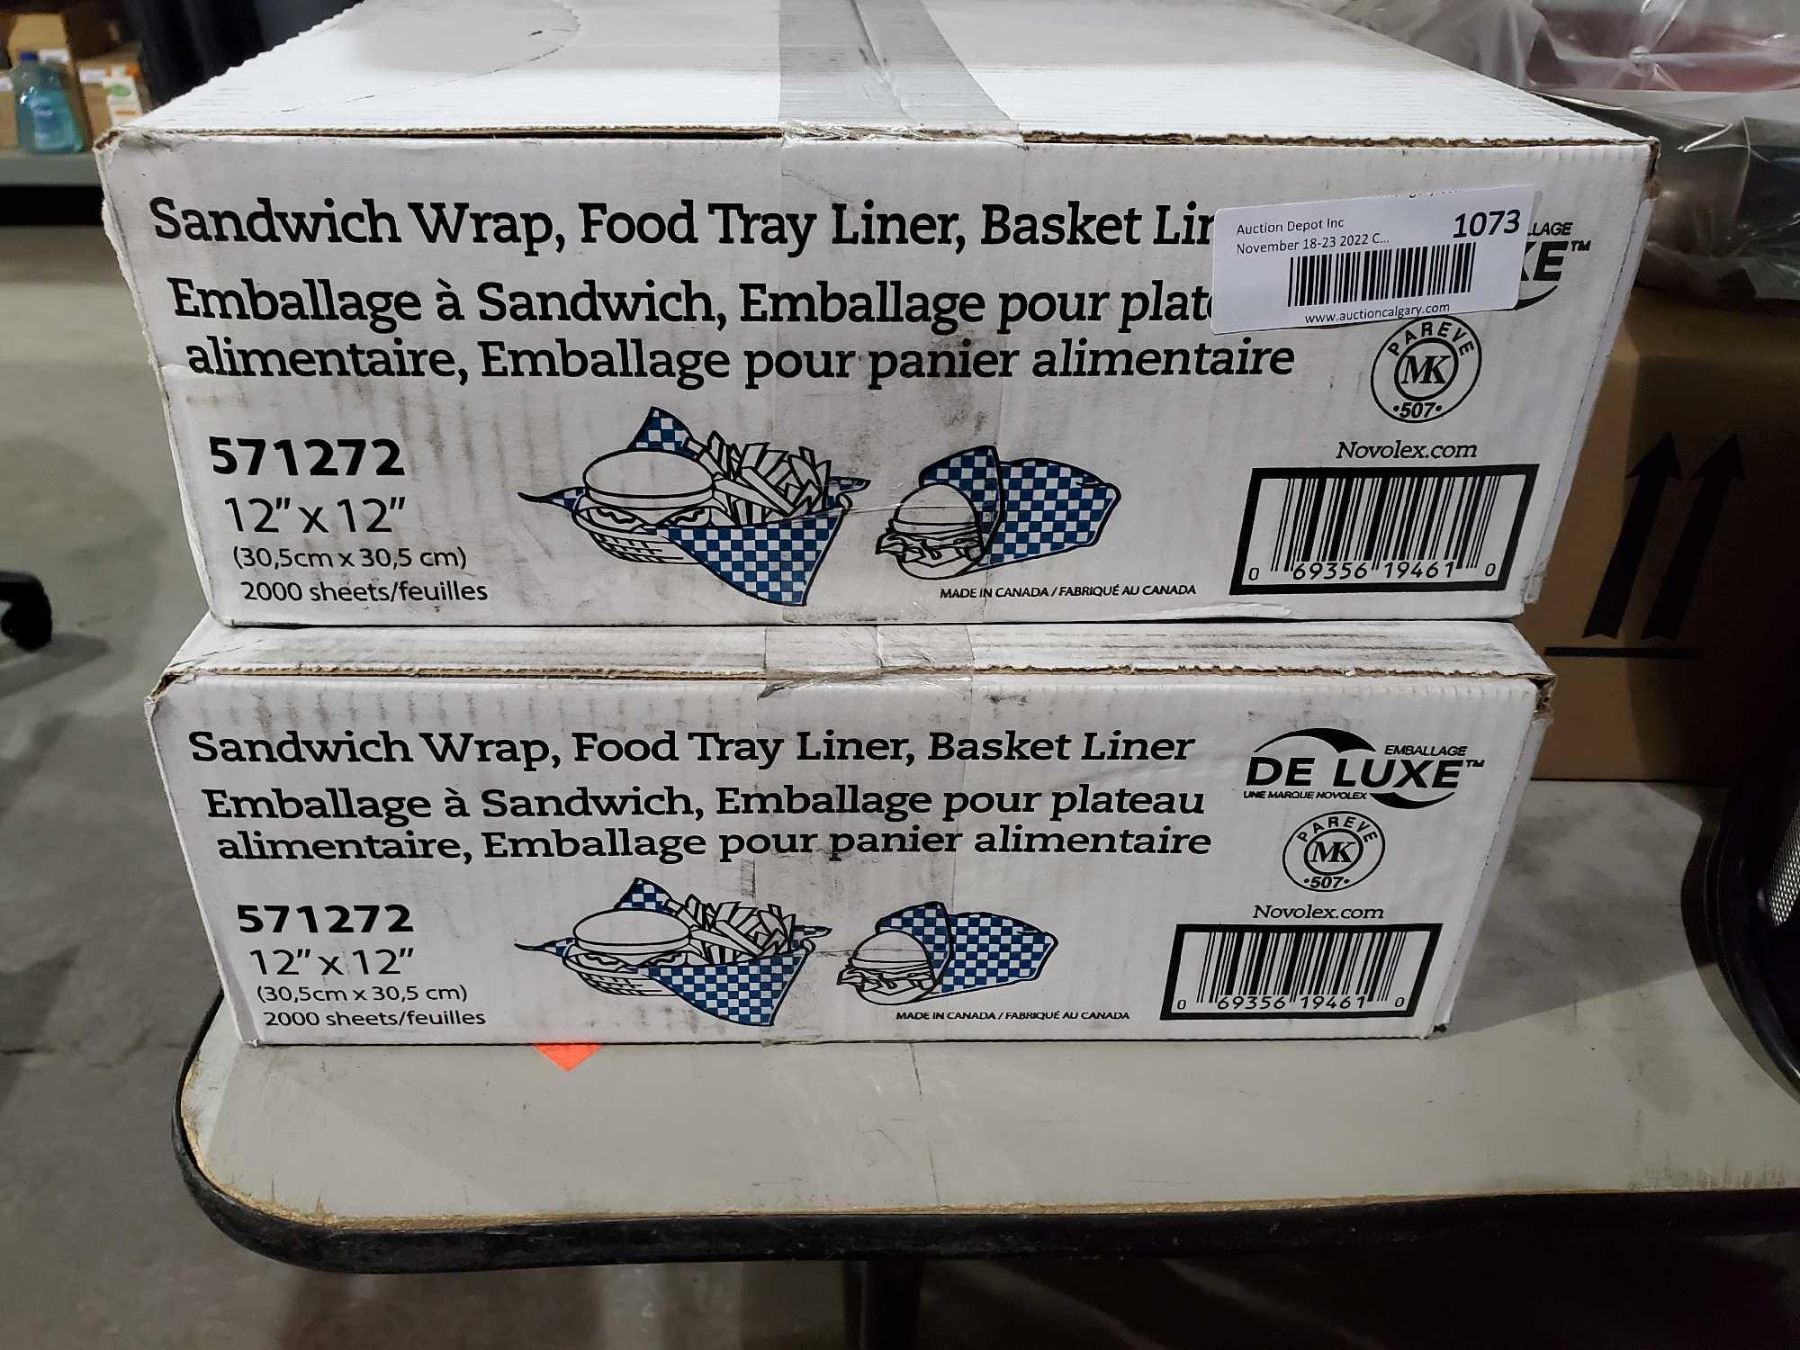 Sandwich Wrap, Food Tray Liner, Basket Lin
Emballage à Sandwich, Emballage pour plat
alimentaire, Emballage pour panier alimentaire
571272
12" x 12"
(30,5cm x 30,5 cm)
2000 sheets/feuilles
MADE IN CANADA / FABRIQUÉ AU CANADA
Auction Depot Inc
November 18-23 2022 C...
1073
www.auctioncalgary.com
LLAGE
XE™
PAREVE
MK
•507•
Novolex.com
0 69356 19461 0
Sandwich Wrap, Food Tray Liner, Basket Liner
Emballage à Sandwich, Emballage pour plateau
alimentaire, Emballage pour panier alimentaire
571272
12" x 12"
(30,5cm x 30,5 cm)
2000 sheets/feuilles
MADE IN CANADA / FABRIQUÉ AU CANADA
EMBALLAGE
DE LUXE™
UNE MARQUE NOVOLEX
PAREVE
MK
•507•
Novolex.com
0 69356 19461 0